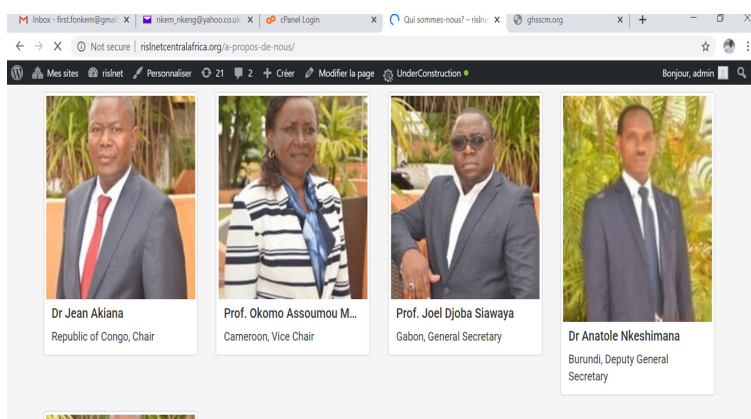 Inbox - first.fonkem@gmail.
nkem_nkeng@yahoo.co.uk
cPanel Login
Qui sommes-nous? – risIne
ghsscm.org
Not secure | rislnetcentralafrica.org/a-propos-de-nous/
Mes sites rislnet Personnaliser 21 2 Créer Modifier la page UnderConstruction Bonjour, admin
Dr Jean Akiana
Republic of Congo, Chair
Prof. Okomo Assoumou M...
Cameroon, Vice Chair
Prof. Joel Djoba Siawaya
Gabon, General Secretary
Dr Anatole Nkeshimana
Burundi, Deputy General
Secretary